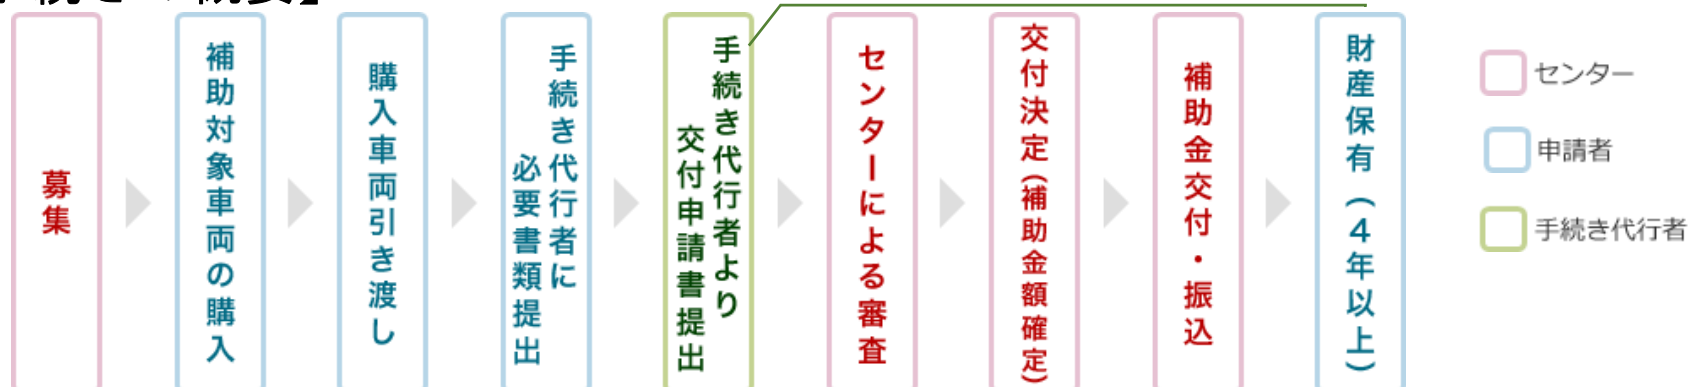 募集
補助対象車両の購入
購入車両引き渡し
手続き代行者に
必要書類提出
手続き代行者より
交付申請書提出
センターによる審査
交付決定(補助金額確定)
補助金交付・振込
財産保有(4年以上)
センター
申請者
手続き代行者